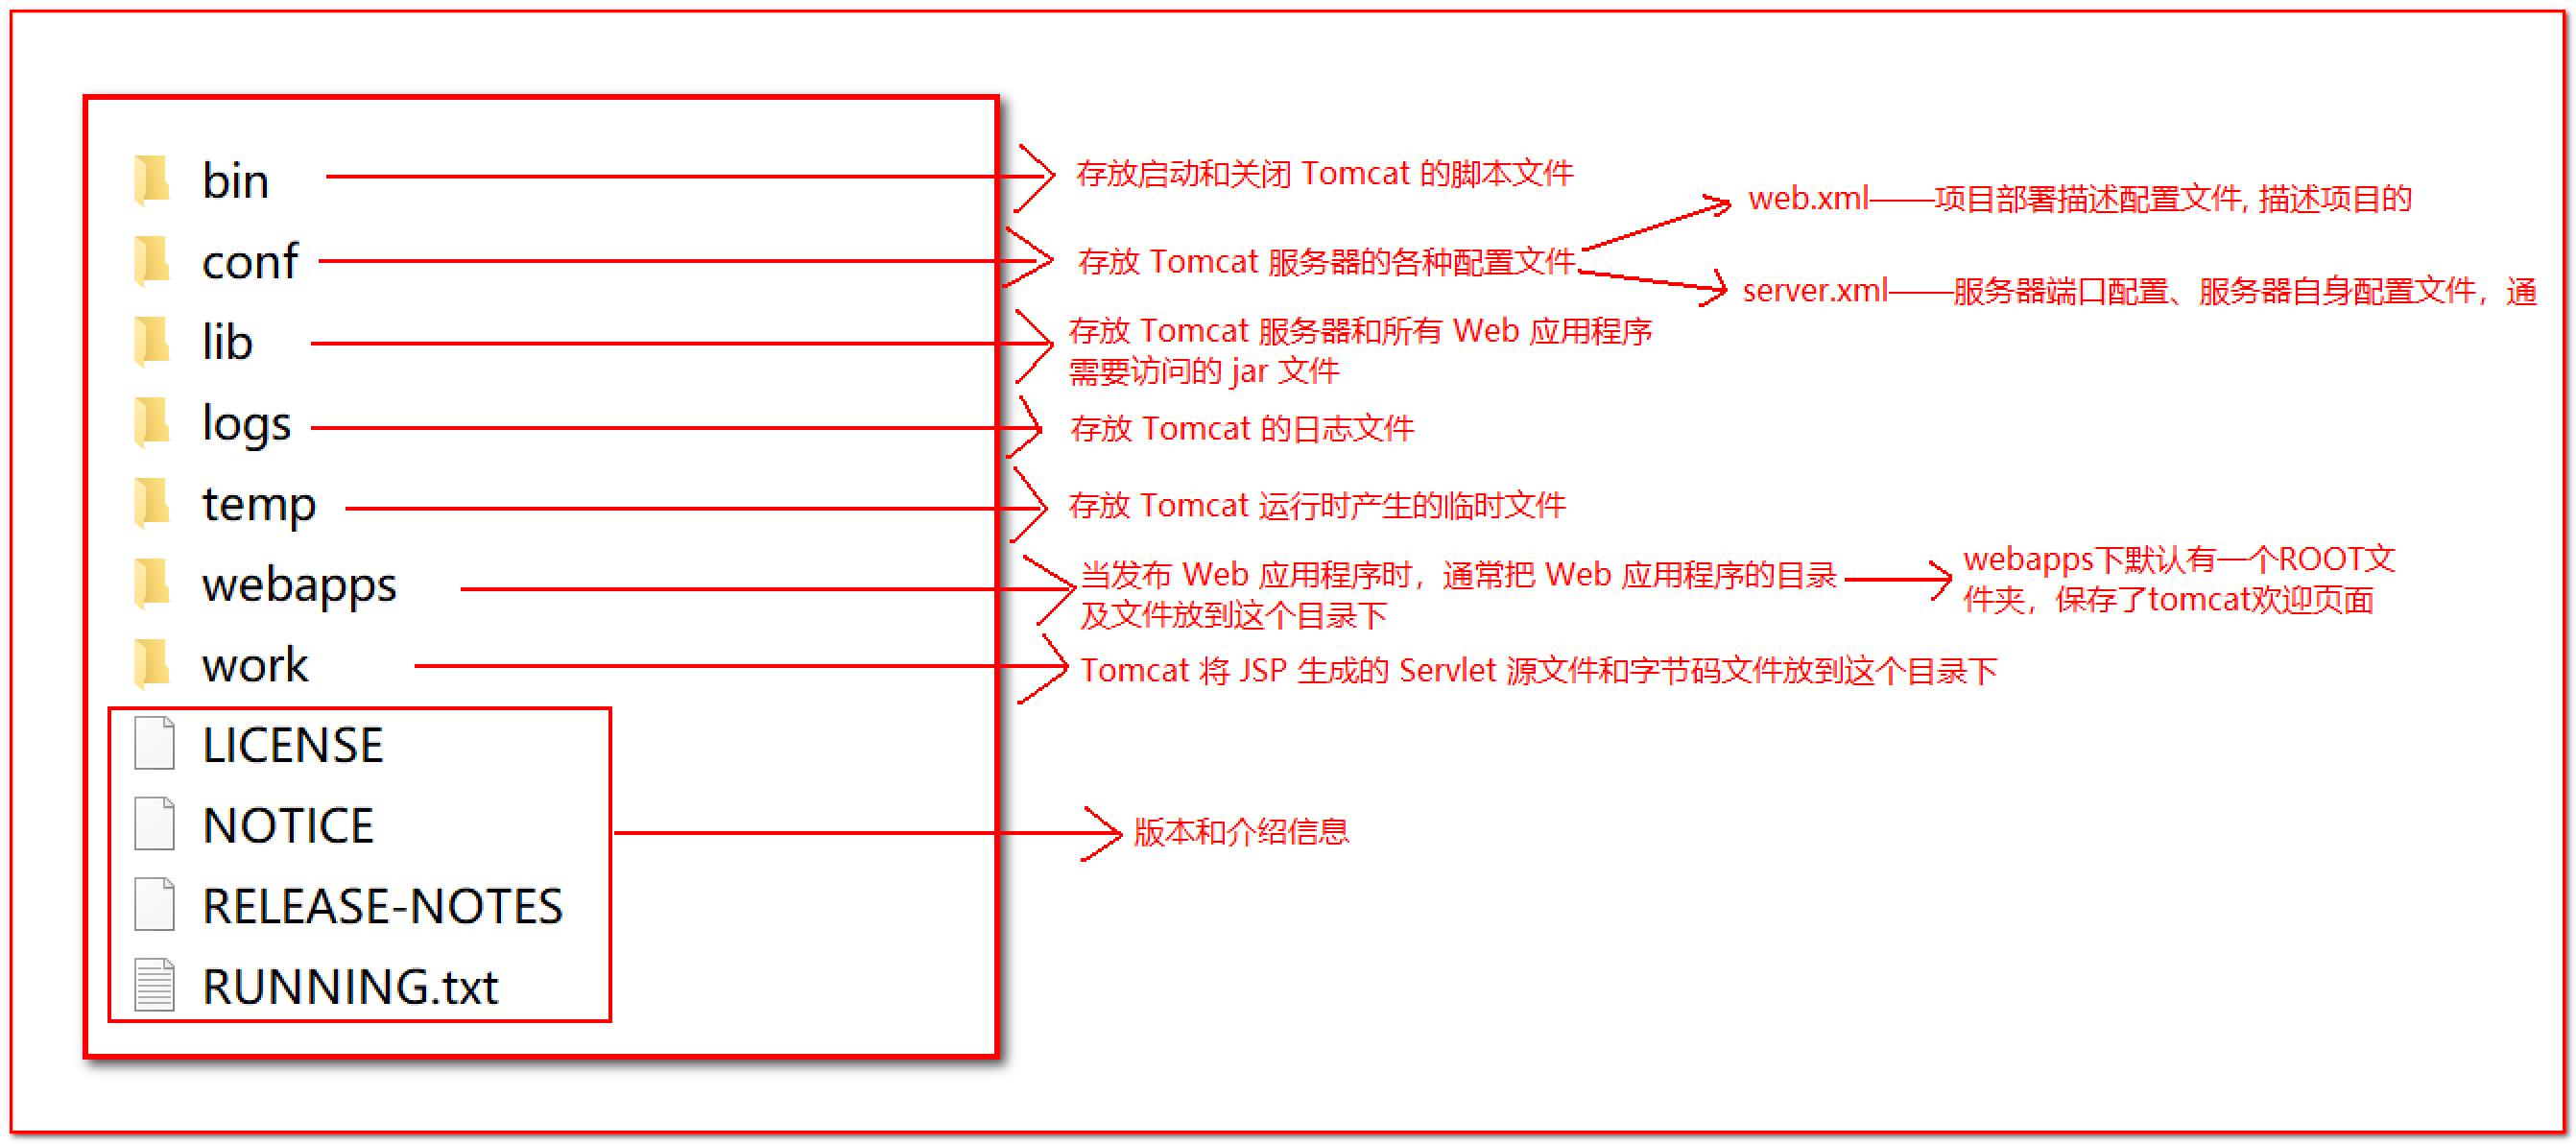 bin
存放启动和关闭 Tomcat 的脚本文件
web.xml——项目部署描述配置文件, 描述项目的
conf
存放 Tomcat 服务器的各种配置文件
server.xml——服务器端口配置、服务器自身配置文件，通
lib
存放 Tomcat 服务器和所有 Web 应用程序
需要访问的 jar 文件
logs
存放 Tomcat 的日志文件
temp
存放 Tomcat 运行时产生的临时文件
webapps
当发布 Web 应用程序时，通常把 Web 应用程序的目录
及文件放到这个目录下
webapps下默认有一个ROOT文
件夹，保存了tomcat欢迎页面
work
Tomcat 将 JSP 生成的 Servlet 源文件和字节码文件放到这个目录下
LICENSE
NOTICE
RELEASE-NOTES
RUNNING.txt
版本和介绍信息